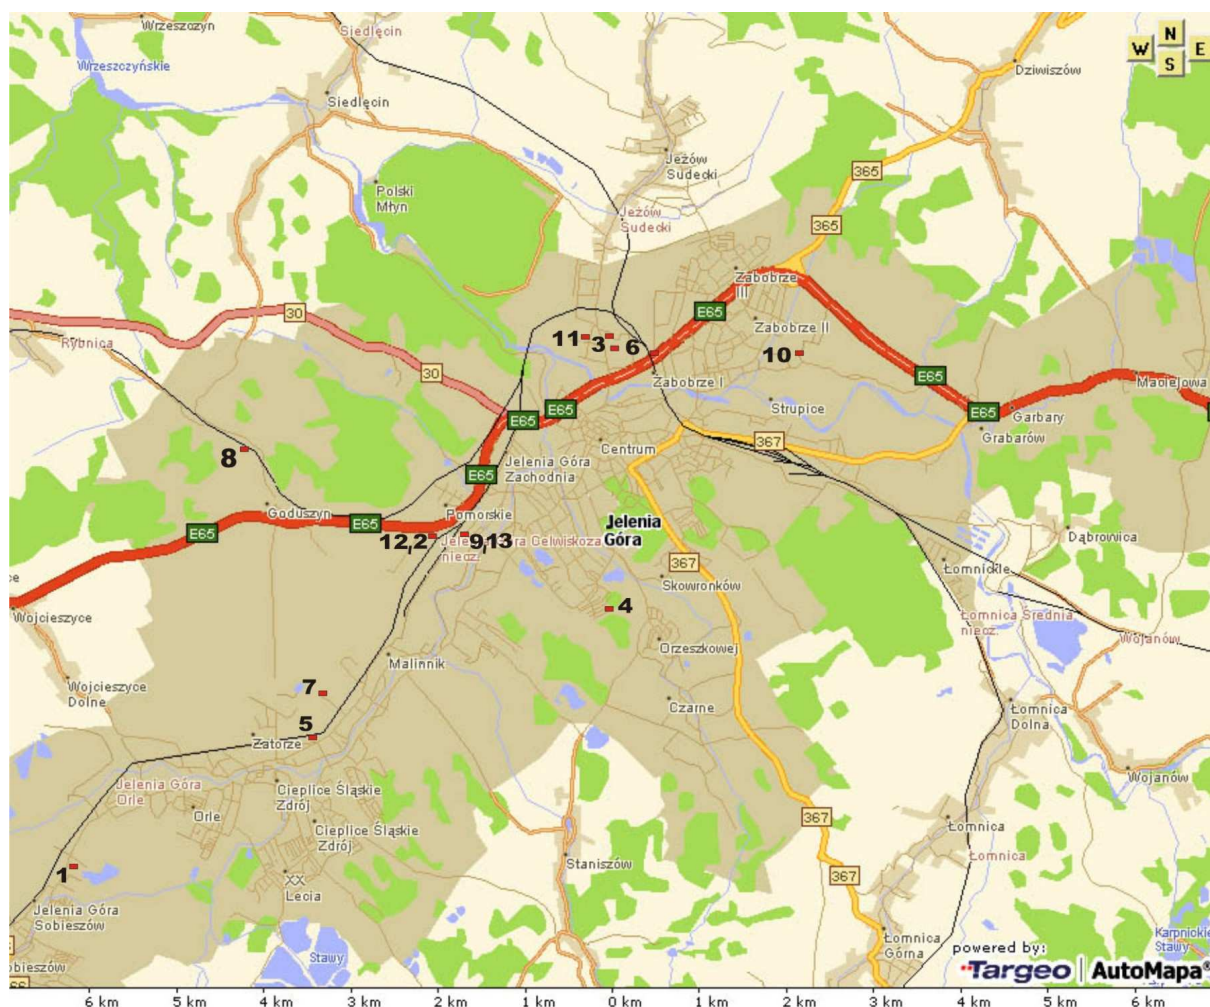 Wrzeszczyn
Siedlęcin
Wrzeszczyńskie
Siedlęcin
Dziwiszów
N
W
E
S
Jeżów
Sudecki
365
Polski
Młyn
Jeżów
Sudecki
365
Zabobrze
III
30
E65
Zabobrze II
Rybnica
11
3
6
10
30
Zabobrze I
E65
Maciejowa
E65
E65
E65
Strupice
E65
Garbary
Grabarów
Centrum
367
8
Jelenia Góra
Zachodnia
E65
Goduszyn
Pomorskie
E65
E65
12,2
9,13
Jelenia
Góra
Dąbrowica
niecz.
367
Łomnickie
Skowronków
4
Wojcieszyce
Łomnica Średnia
niecz.
Wojanów
Orzeszkowej
Malinnik
Wojcieszyce
Dolne
7
Czarne
Łomnica
Dolna
5
Zatorze
Wojanów
Jelenia Góra
Orle
Cieplice Śląskie
Zdrój
Orle
367
Łomnica
Cieplice Śląskie
Zdrój
Staniszów
Łomnica
1
XX
Lecia
367
Jelenia Góra
Sobieszów
Łomnica
Górna
Karpnickie
Stawy
Stawy
powered by:
Targeo | AutoMapa®
6 km
5 km
4 km
3 km
2 km
1 km
0 km
1 km
2 km
3 km
4 km
5 km
6 km